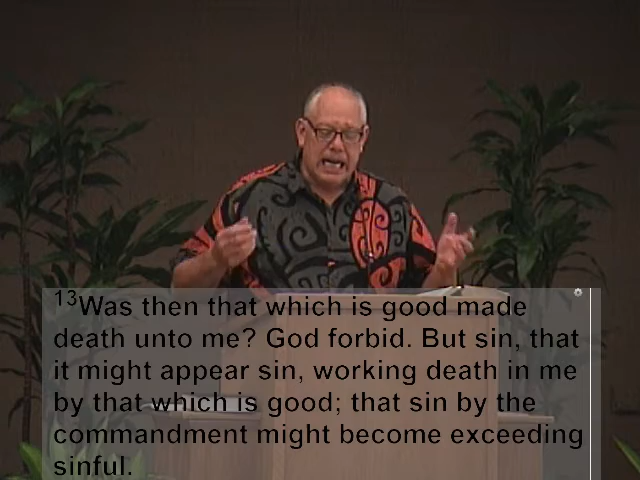 13Was then that which is good made
death unto me? God forbid. But sin, that
it might appear sin, working death in me
by that which is good; that sin by the
commandment might become exceeding
sinful.